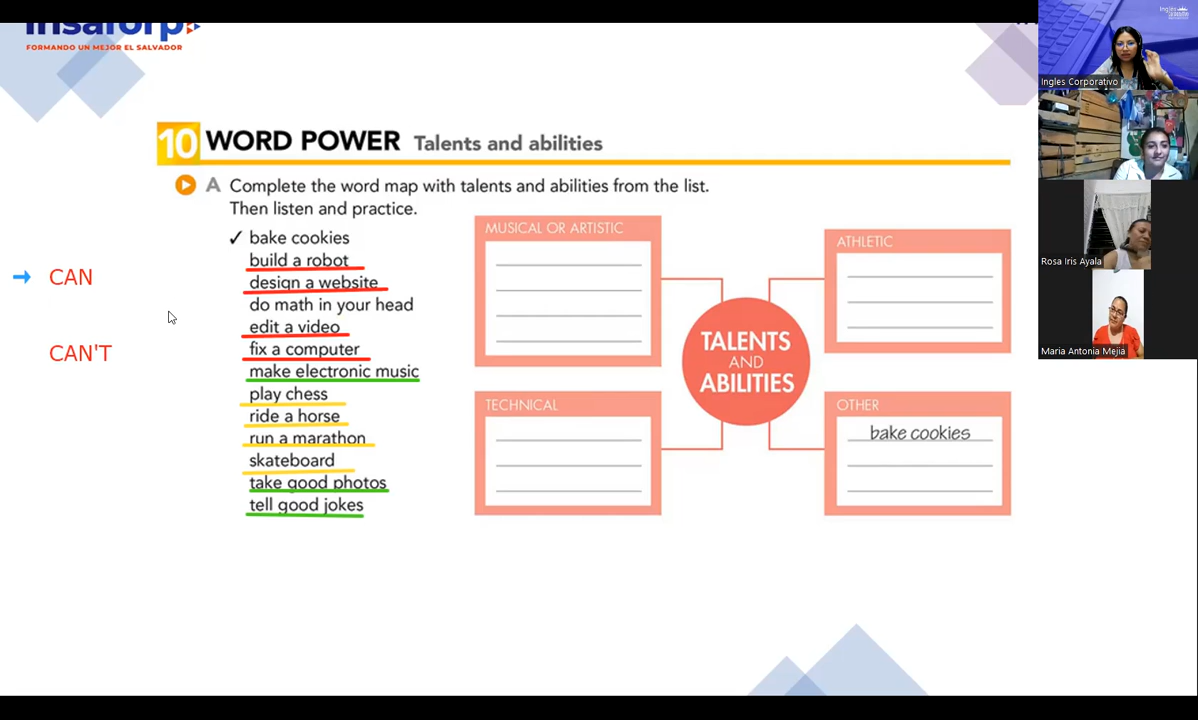 insaforp
FORMANDO UN MEJOR EL SALVADOR
10 WORD POWER Talents and abilities
A Complete the word map with talents and abilities from the list.
Then listen and practice.
✓ bake cookies
build a robot
design a website
do math in your head
edit a video
fix a computer
make electronic music
play chess
ride a horse
run a marathon
skateboard
take good photos
tell good jokes
CAN
CAN'T
MUSICAL OR ARTISTIC
ATHLETIC
TALENTS
AND
ABILITIES
TECHNICAL
OTHER
bake cookies
Ingles Corporativo
Rosa Iris Ayala
Maria Antonia Mejia